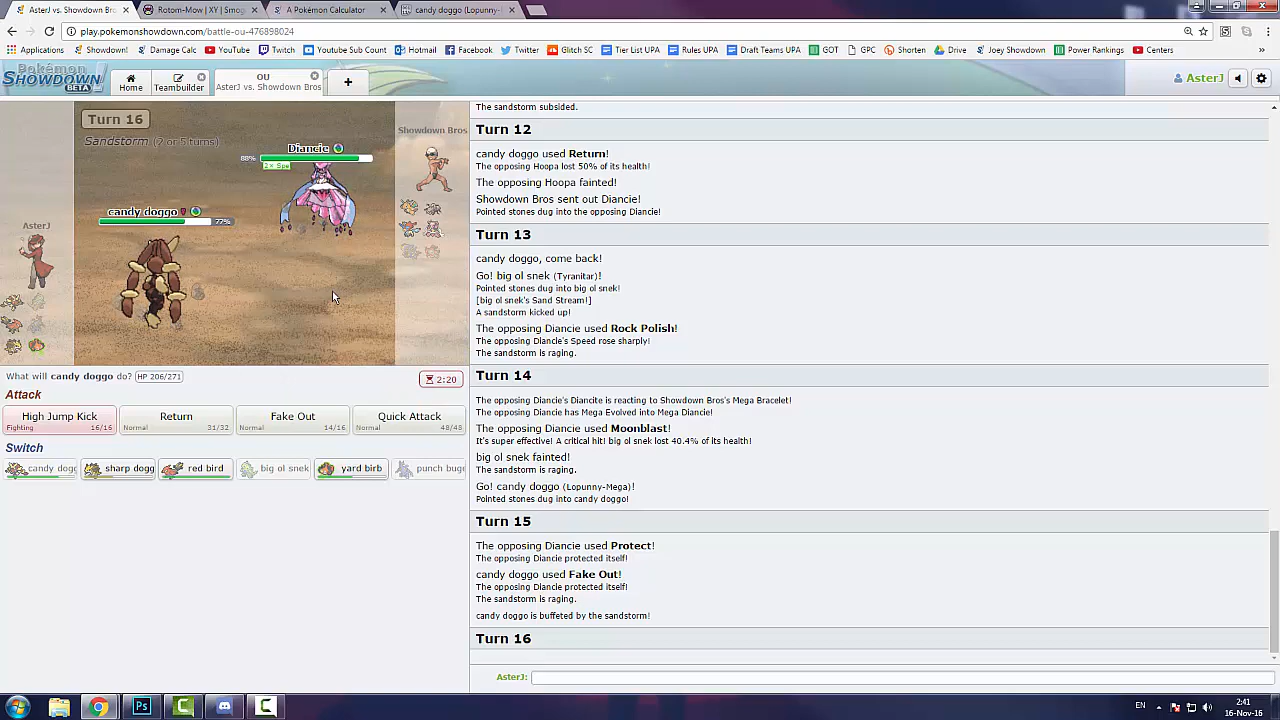 AsterJ vs. Showdown Bro
Rotom-Mow | XY | Smog
A Pokémon Calculator
candy doggo (Lopunny-M
play.pokemonshowdown.com/battle-ou-476898024
Applications
Showdown!
Damage Calc
YouTube
Twitch
Youtube Sub Count
Hotmail
Facebook
Twitter
Glitch SC
Tier List UPA
Rules UPA
Draft Teams UPA
GOT
GPC
Shorten
Drive
Joey Showdown
Power Rankings
Centers
Pokémon
SHOWDOWN
BETA
Home
Teambuilder
OU
AsterJ vs. Showdown Bros
+
AsterJ
Turn 16
Sandstorm (2 or 5 turns)
Showdown Bros
Diancie
88%
2× Spe
candy doggo
77%
AsterJ
What will candy doggo do? HP 206/271
2:20
Attack
High Jump Kick
Fighting 16/16
Return
Normal 31/32
Fake Out
Normal 14/16
Quick Attack
Normal 48/48
Switch
candy dogg
sharp dogg
red bird
big ol snek
yard birb
punch bug
The sandstorm subsided.
Turn 12
candy doggo used Return!
The opposing Hoopa lost 50% of its health!
The opposing Hoopa fainted!
Showdown Bros sent out Diancie!
Pointed stones dug into the opposing Diancie!
Turn 13
candy doggo, come back!
Go! big ol snek (Tyranitar)!
Pointed stones dug into big ol snek!
[big ol snek's Sand Stream!]
A sandstorm kicked up!
The opposing Diancie used Rock Polish!
The opposing Diancie's Speed rose sharply!
The sandstorm is raging.
Turn 14
The opposing Diancie's Diancite is reacting to Showdown Bros's Mega Bracelet!
The opposing Diancie has Mega Evolved into Mega Diancie!
The opposing Diancie used Moonblast!
It's super effective! A critical hit! big ol snek lost 40.4% of its health!
big ol snek fainted!
The sandstorm is raging.
Go! candy doggo (Lopunny-Mega)!
Pointed stones dug into candy doggo!
Turn 15
The opposing Diancie used Protect!
The opposing Diancie protected itself!
candy doggo used Fake Out!
The opposing Diancie protected itself!
The sandstorm is raging.
candy doggo is buffeted by the sandstorm!
Turn 16
AsterJ:
EN
2:41
16-Nov-16